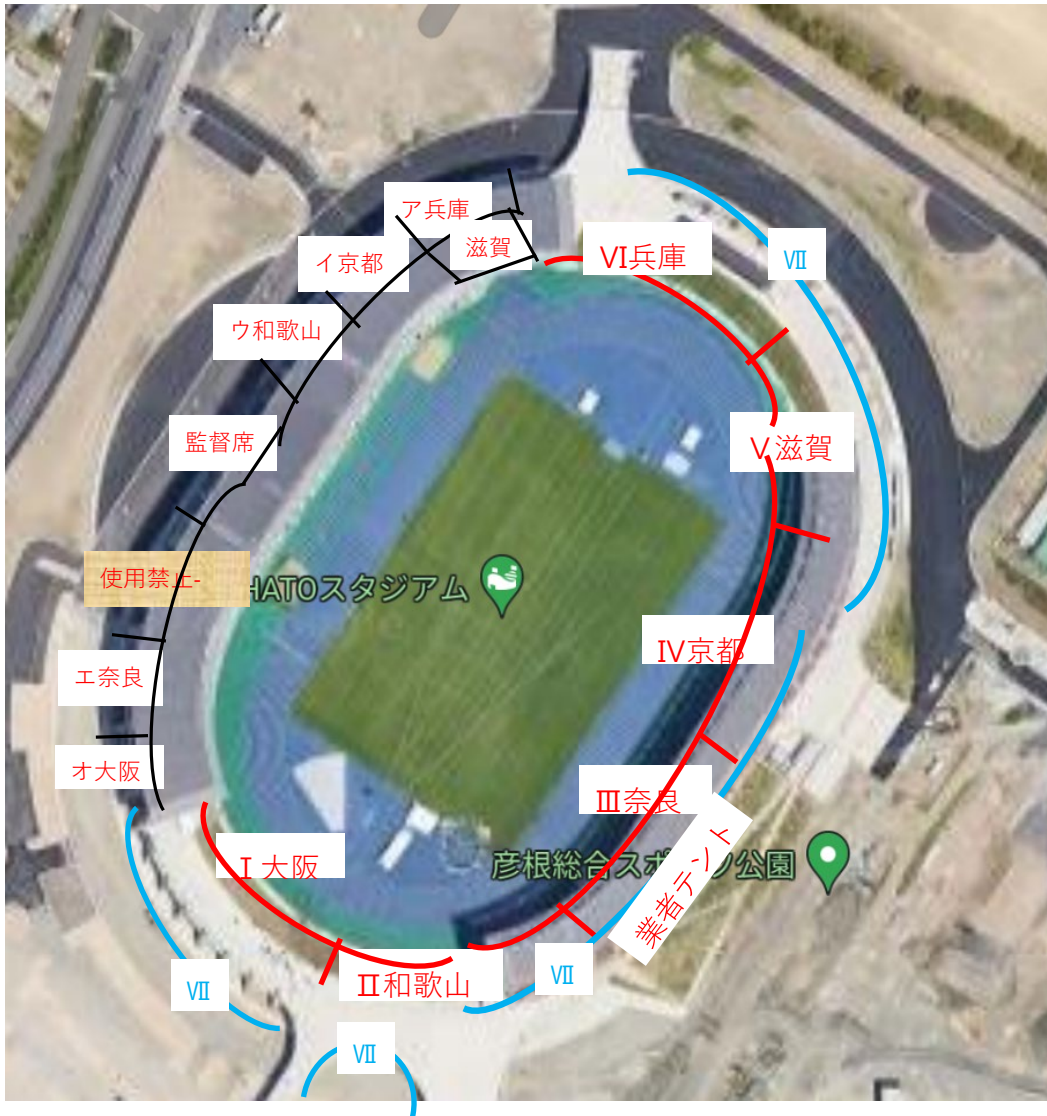 ア兵庫
滋賀
Ⅵ兵庫
イ京都
Ⅶ
ウ和歌山
監督席
Ⅴ滋賀
使用禁止-
HATOスタジアム
Ⅳ京都
エ奈良
オ大阪
Ⅲ奈良
Ⅰ大阪
彦根総合スポーツ公園
業者テント
Ⅱ和歌山
Ⅶ
Ⅶ
Ⅶ